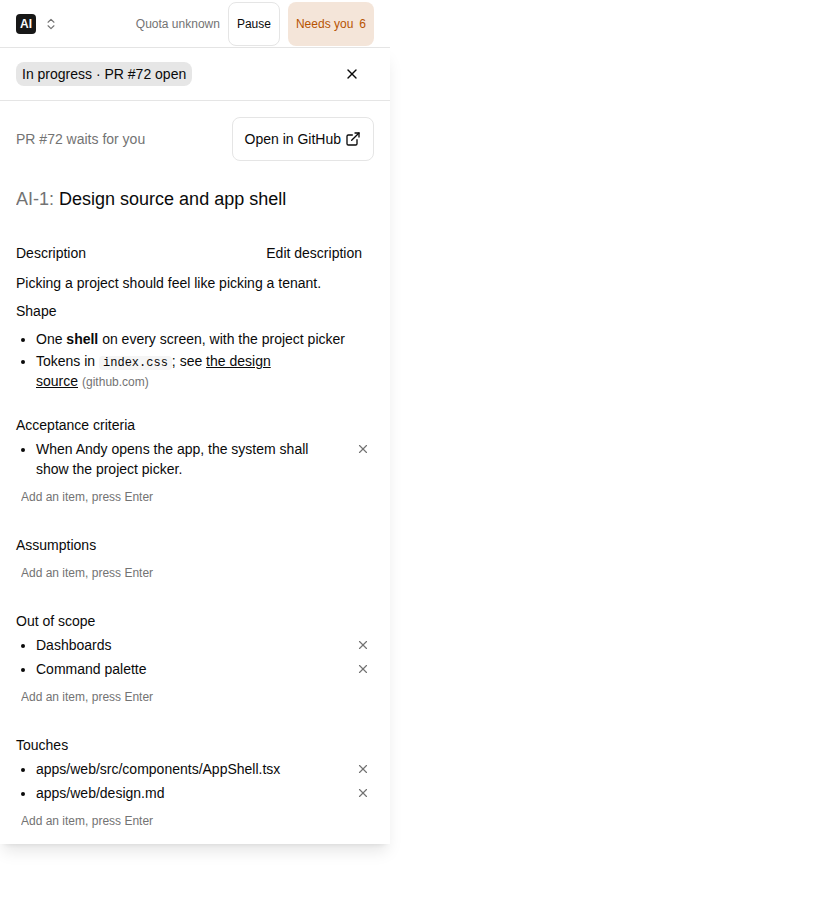 AI Quota unknown Pause Needs you 6
In progress · PR #72 open
PR #72 waits for you Open in GitHub
AI-1: Design source and app shell
Description Edit description
Picking a project should feel like picking a tenant.
Shape
• One shell on every screen, with the project picker
• Tokens in index.css; see the design
source (github.com)
Acceptance criteria
• When Andy opens the app, the system shall
show the project picker.
Add an item, press Enter
Assumptions
Add an item, press Enter
Out of scope
• Dashboards
• Command palette
Add an item, press Enter
Touches
• apps/web/src/components/AppShell.tsx
• apps/web/design.md
Add an item, press Enter